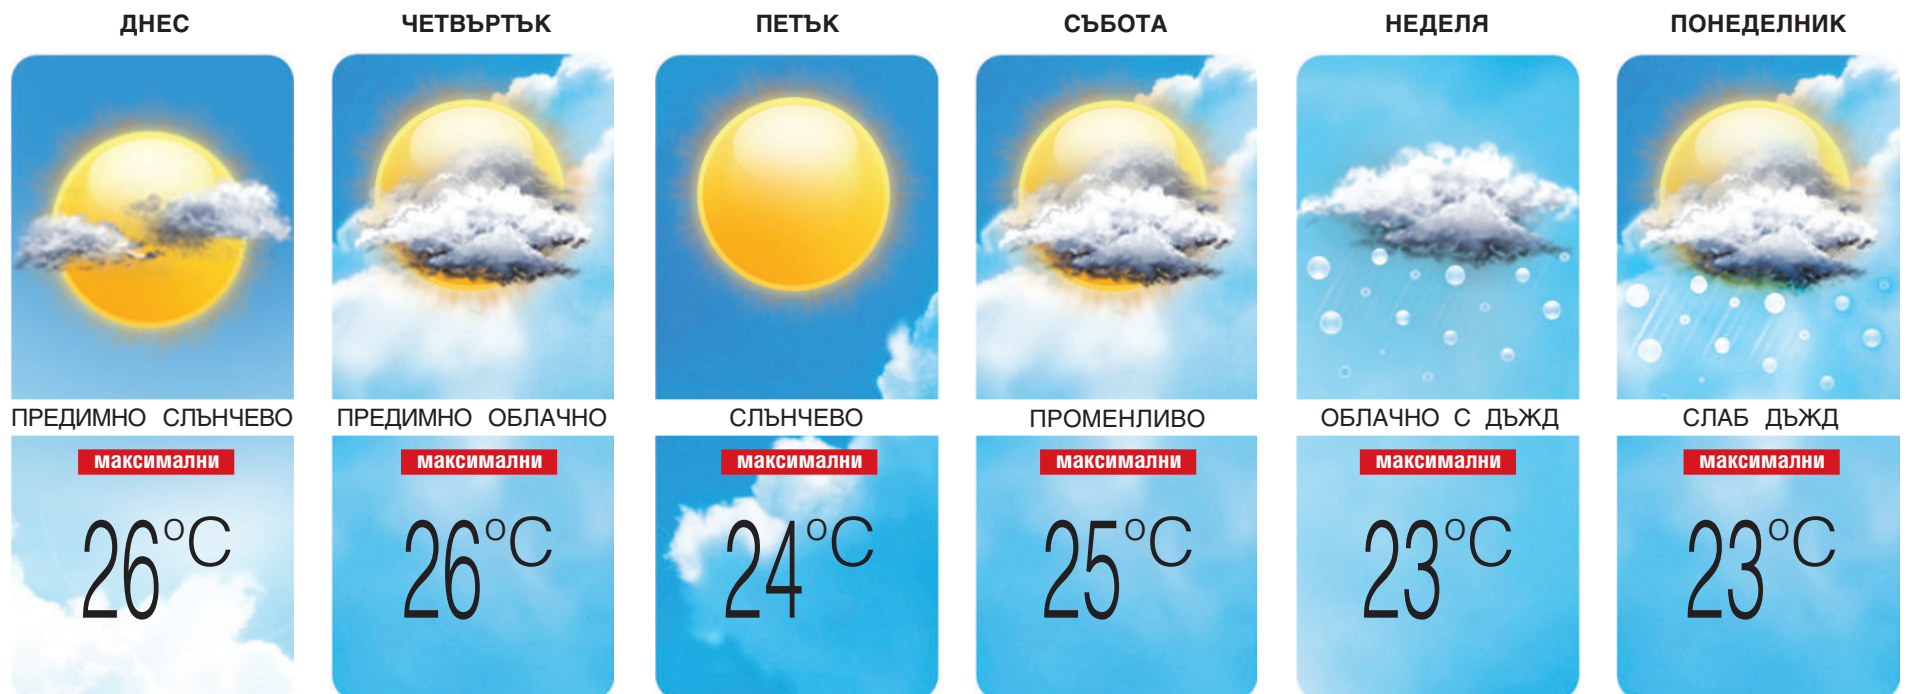 ДНЕС
ПРЕДИМНО СЛЪНЧЕВО
максимални
26°C
ЧЕТВЪРТЪК
ПРЕДИМНО ОБЛАЧНО
максимални
26°C
ПЕТЪК
СЛЪНЧЕВО
максимални
24°C
СЪБОТА
ПРОМЕНЛИВО
максимални
25°C
НЕДЕЛЯ
ОБЛАЧНО С ДЪЖД
максимални
23°C
ПОНЕДЕЛНИК
СЛАБ ДЪЖД
максимални
23°C